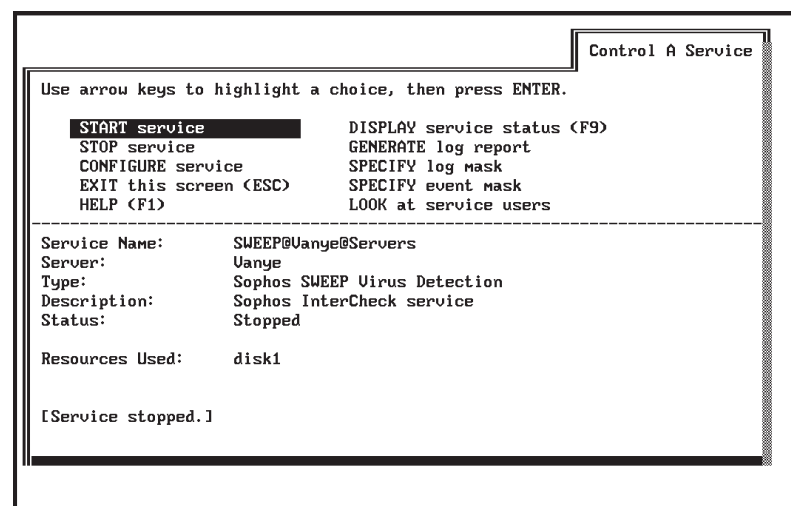 Control A Service
Use arrow keys to highlight a choice, then press ENTER.
START service DISPLAY service status (F9)
STOP service GENERATE log report
CONFIGURE service SPECIFY log mask
EXIT this screen (ESC) SPECIFY event mask
HELP (F1) LOOK at service users
Service Name: SWEEP@Vanye@Servers
Server: Vanye
Type: Sophos SWEEP Virus Detection
Description: Sophos InterCheck service
Status: Stopped
Resources Used: disk1
[Service stopped.]